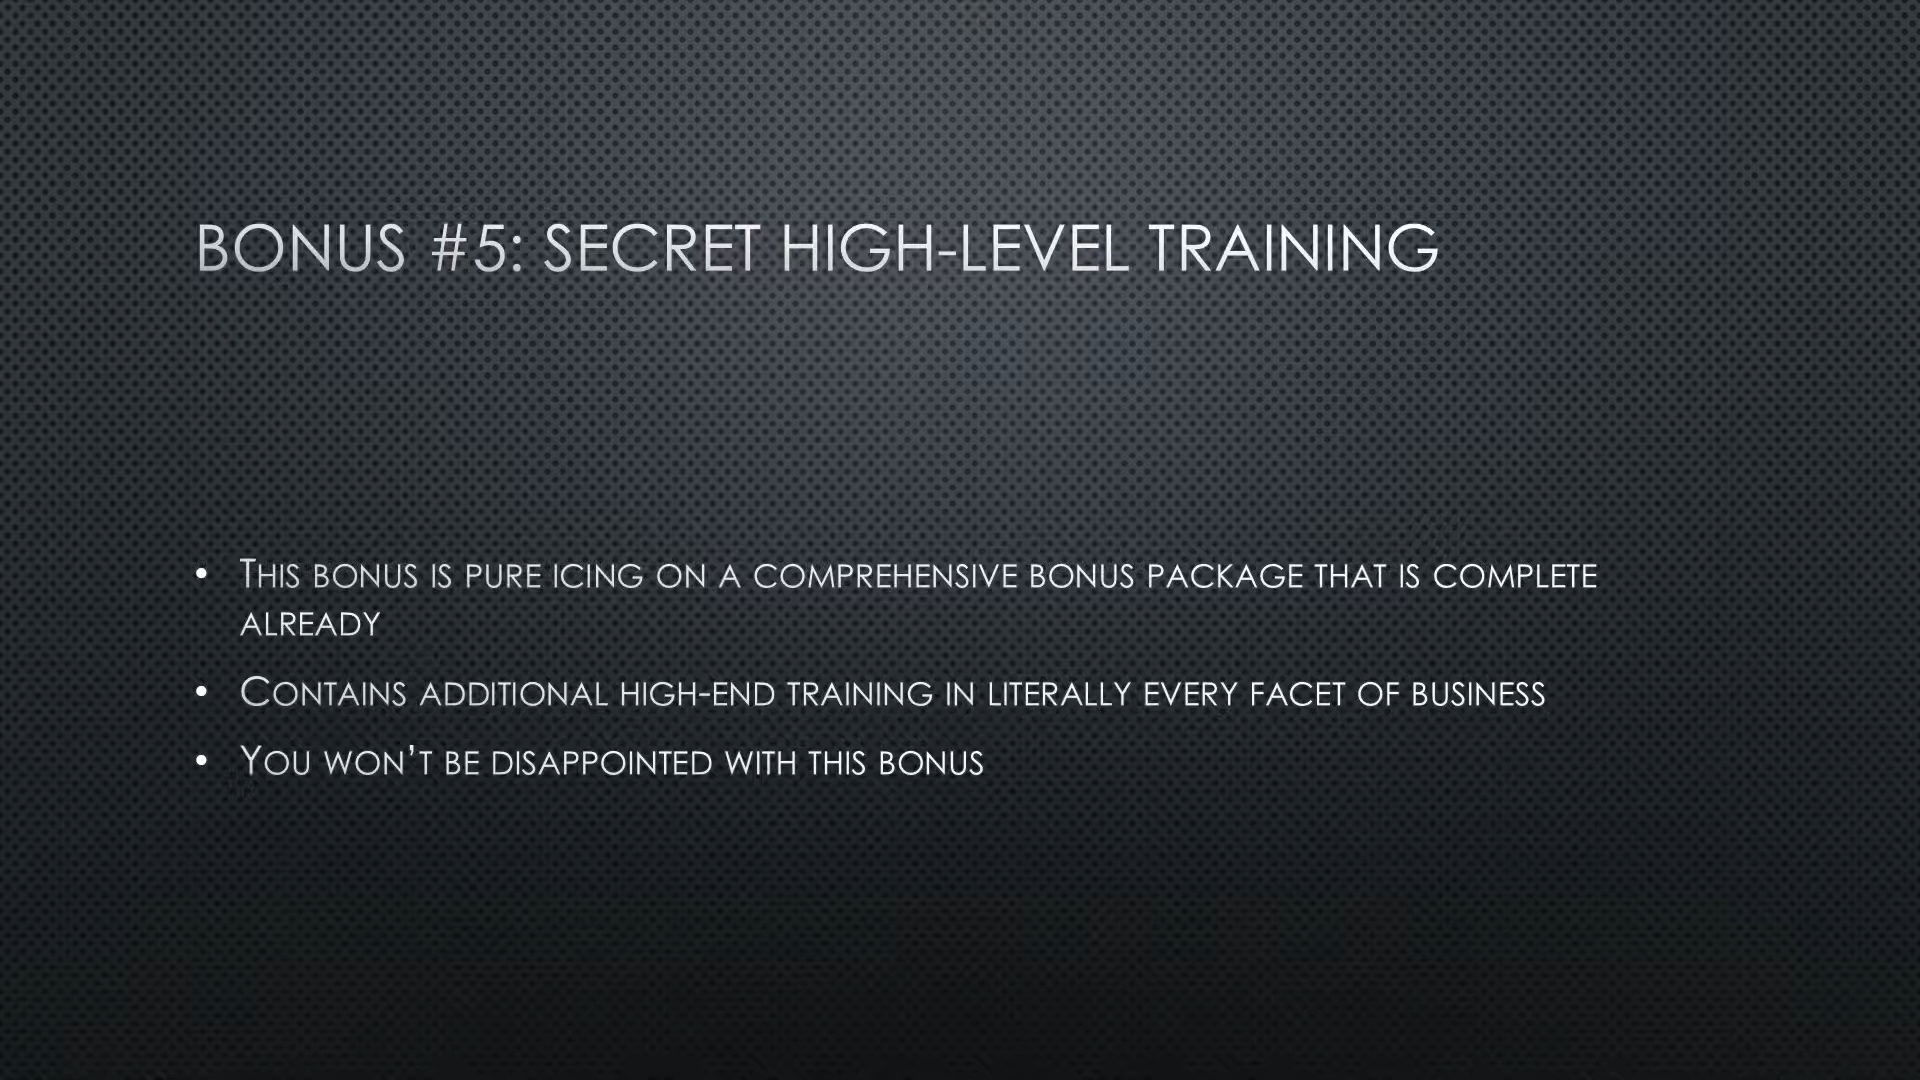 BONUS #5: SECRET HIGH-LEVEL TRAINING
• THIS BONUS IS PURE ICING ON A COMPREHENSIVE BONUS PACKAGE THAT IS COMPLETE
ALREADY
• CONTAINS ADDITIONAL HIGH-END TRAINING IN LITERALLY EVERY FACET OF BUSINESS
• YOU WON’T BE DISAPPOINTED WITH THIS BONUS